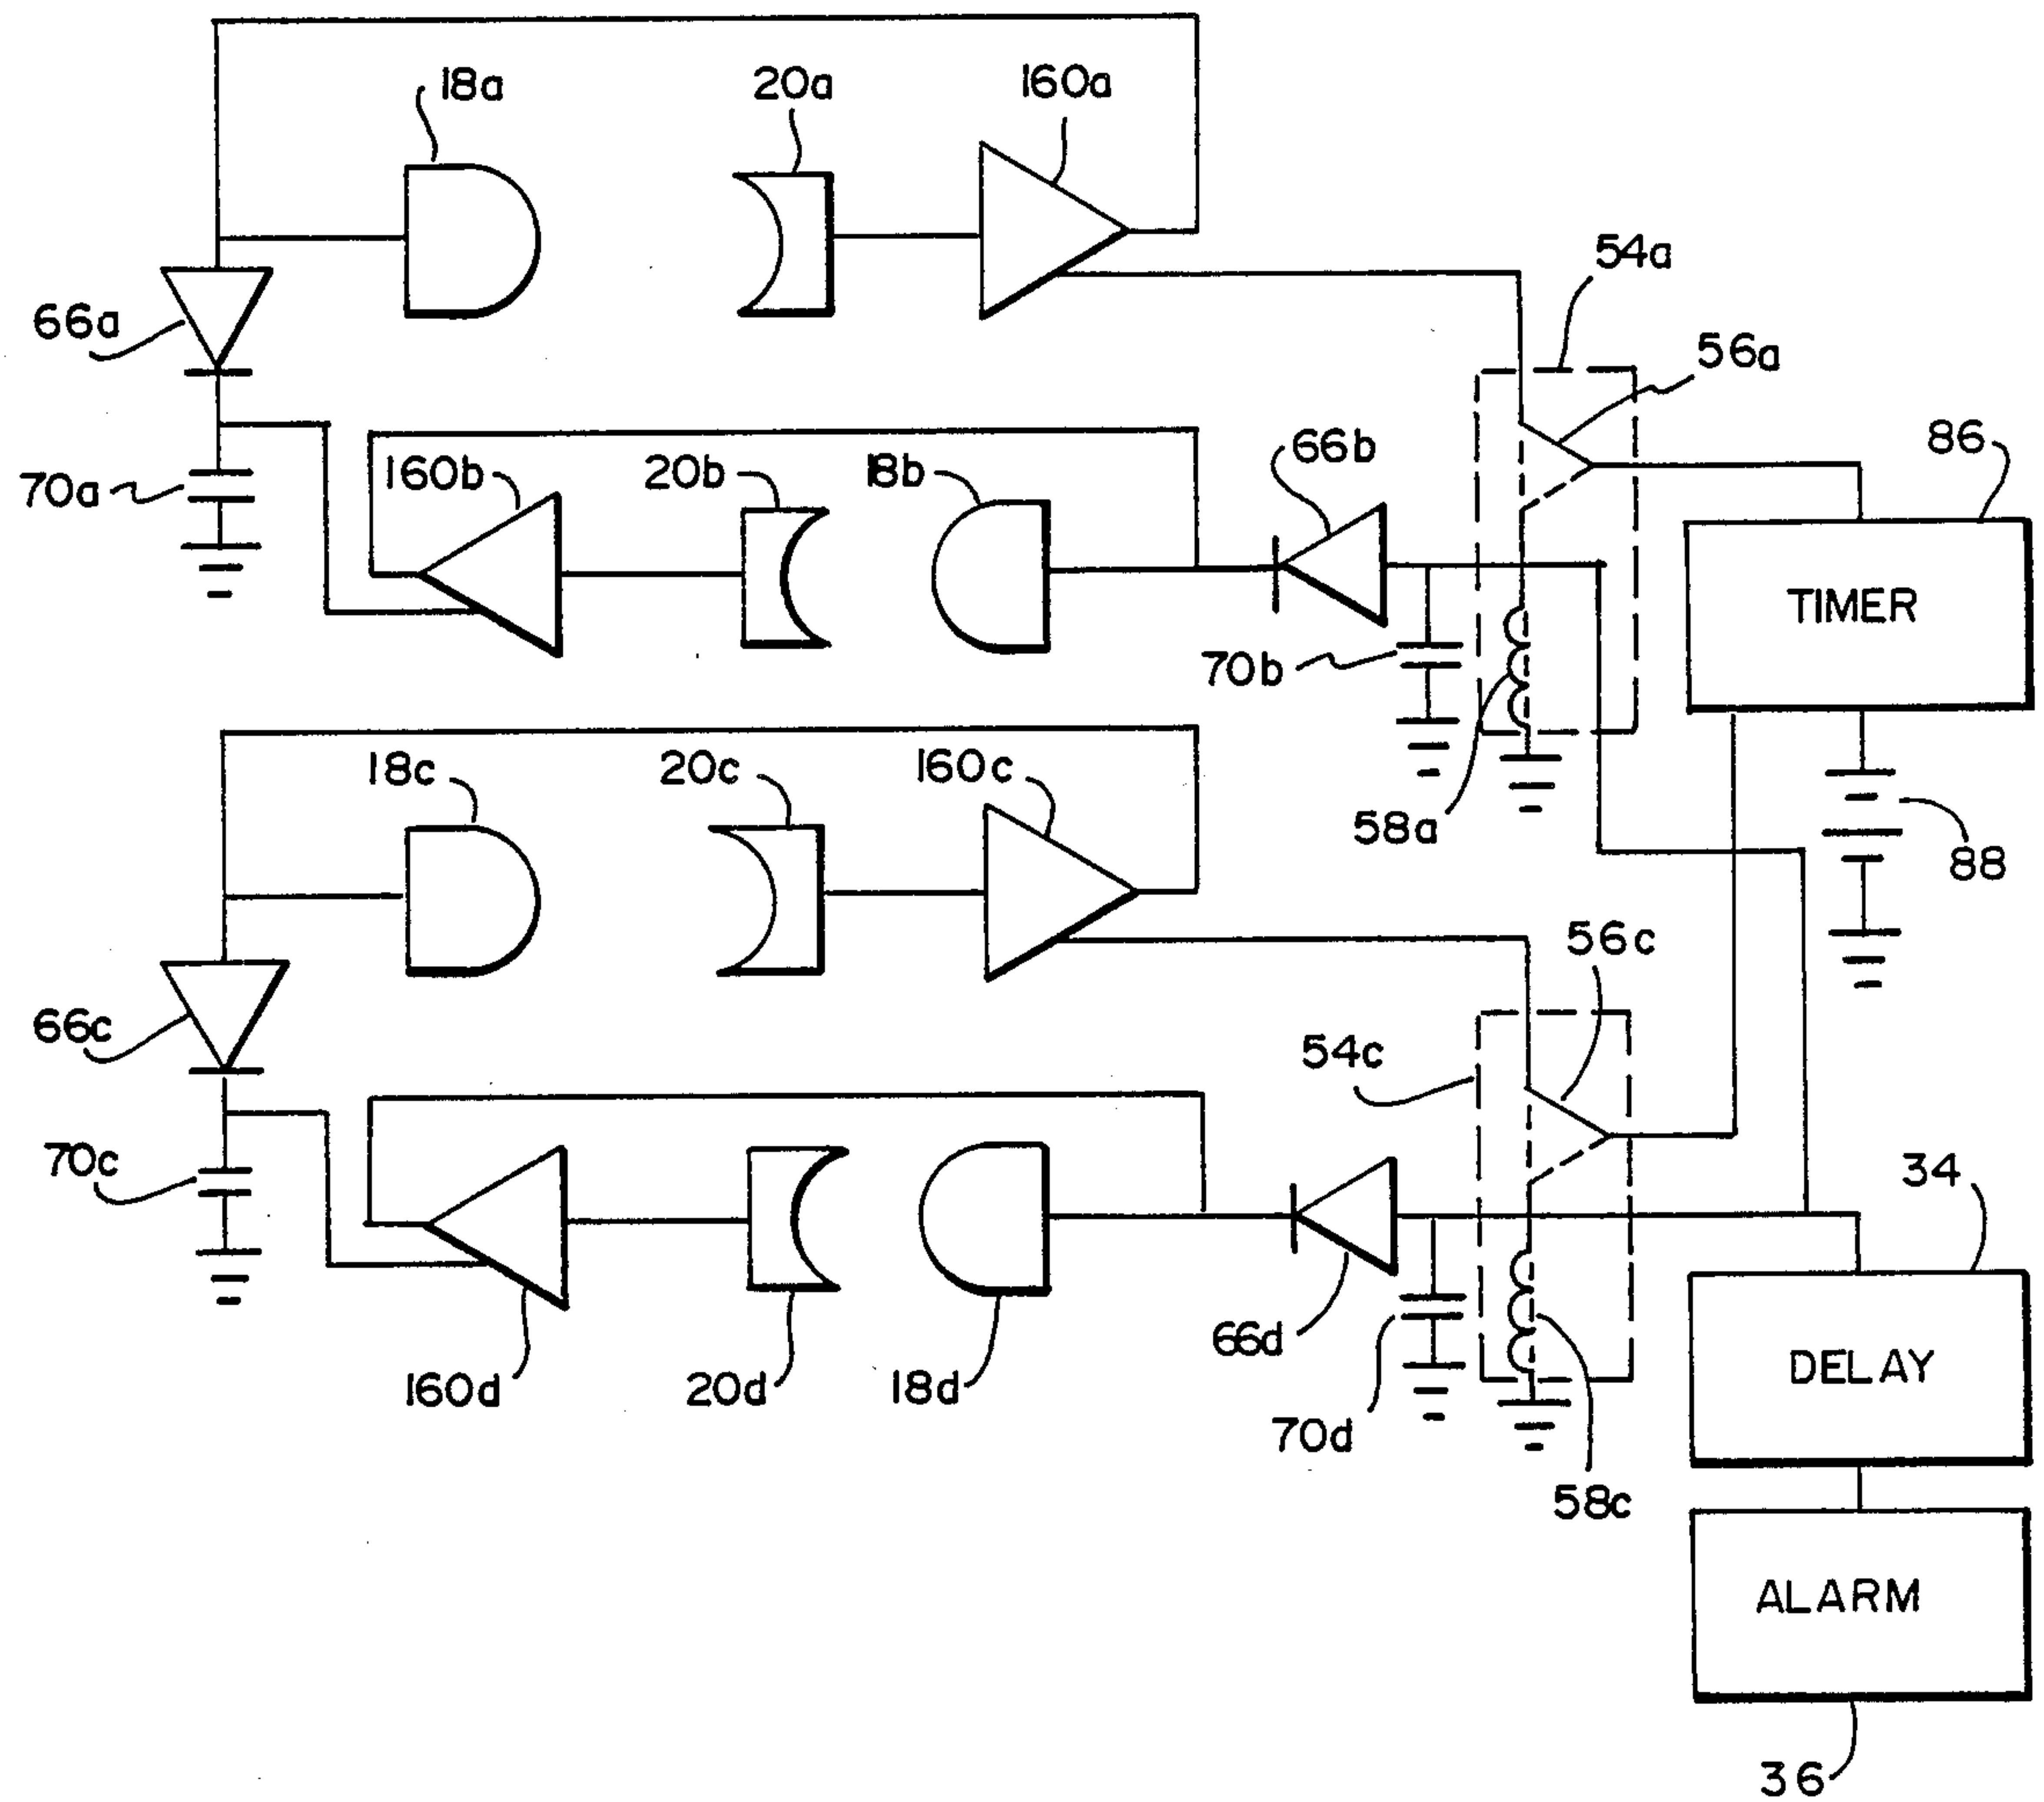 18a
20a
160a
54a
66a
56a
86
70a
160b
20b
18b
66b
TIMER
70b
58a
88
18c
20c
160c
56c
66c
54c
70c
34
160d
20d
18d
66d
70d
DELAY
58c
ALARM
36